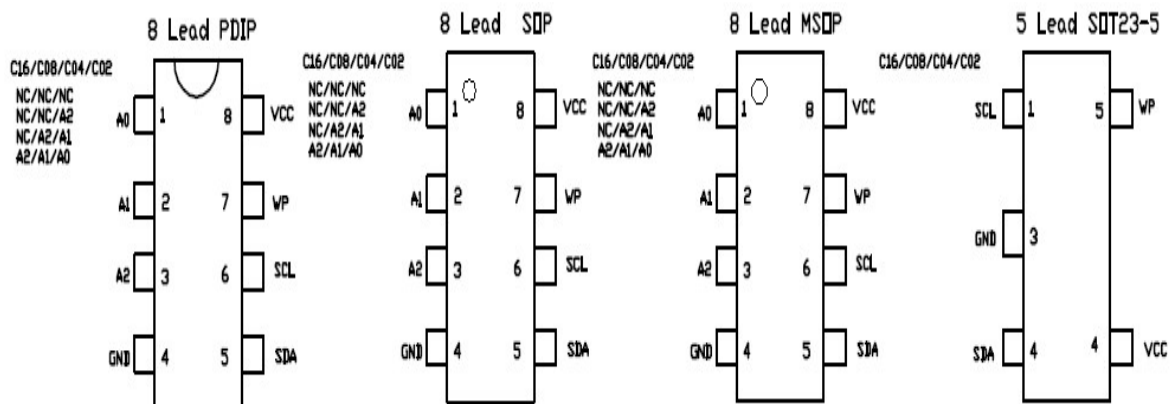 8 Lead PDIP
C16/C08/C04/C02
NC/NC/NC
NC/NC/A2
NC/A2/A1
A2/A1/A0
A0 1 8 VCC
A1 2 7 WP
A2 3 6 SCL
GND 4 5 SDA
8 Lead SOP
C16/C08/C04/C02
NC/NC/NC
NC/NC/A2
NC/A2/A1
A2/A1/A0
A0 1 8 VCC
A1 2 7 WP
A2 3 6 SCL
GND 4 5 SDA
8 Lead MSOP
C16/C08/C04/C02
NC/NC/NC
NC/NC/A2
NC/A2/A1
A2/A1/A0
A0 1 8 VCC
A1 2 7 WP
A2 3 6 SCL
GND 4 5 SDA
5 Lead SOT23-5
C16/C08/C04/C02
SCL 1 5 WP
GND 3
SDA 4 4 VCC